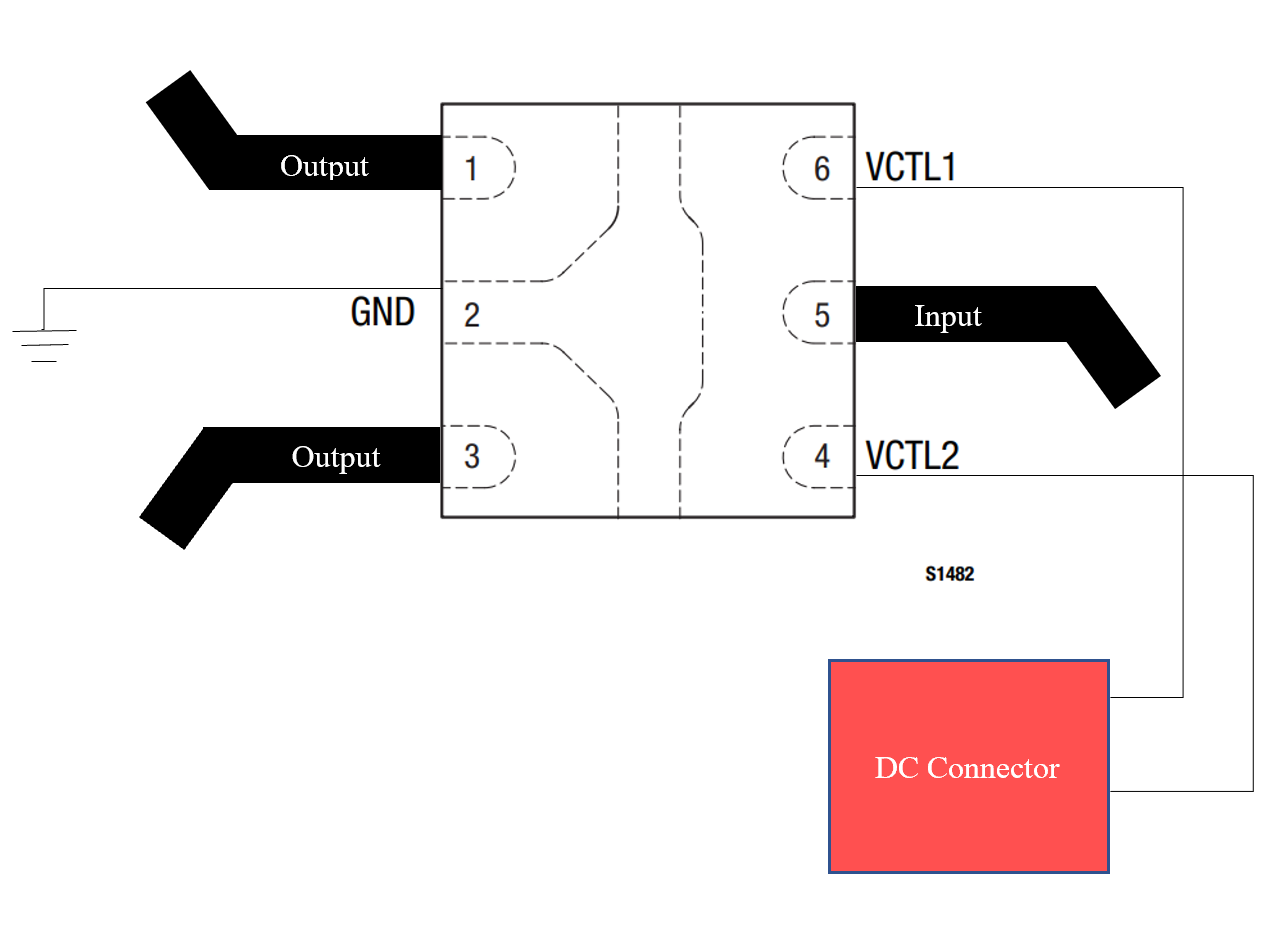 Output
1
6
VCTL1
GND
2
5
Input
Output
3
4
VCTL2
S1482
DC Connector